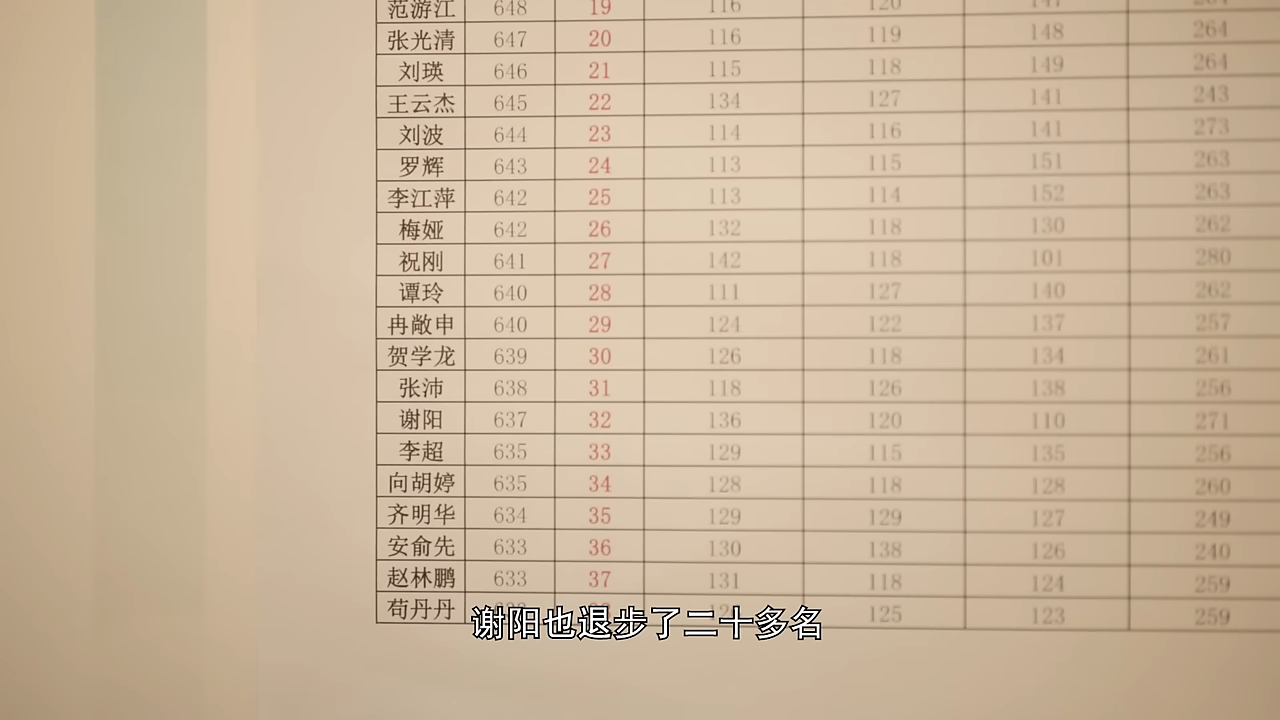 范游江 648 19 116 120 147
张光清 647 20 116 119 148 264
刘瑛 646 21 115 118 149 264
王云杰 645 22 134 127 141 243
刘波 644 23 114 116 141 273
罗辉 643 24 113 115 151 263
李江萍 642 25 113 114 152 263
梅娅 642 26 132 118 130 262
祝刚 641 27 142 118 101 280
谭玲 640 28 111 127 140 262
冉敞申 640 29 124 122 137 257
贺学龙 639 30 126 118 134 261
张沛 638 31 118 126 138 256
谢阳 637 32 136 120 110 271
李超 635 33 129 115 135 256
向胡婷 635 34 128 118 128 260
齐明华 634 35 129 129 127 249
安俞先 633 36 130 138 126 240
赵林鹏 633 37 131 118 124 259
荀丹丹 125 123 259
谢阳也退步了二十多名